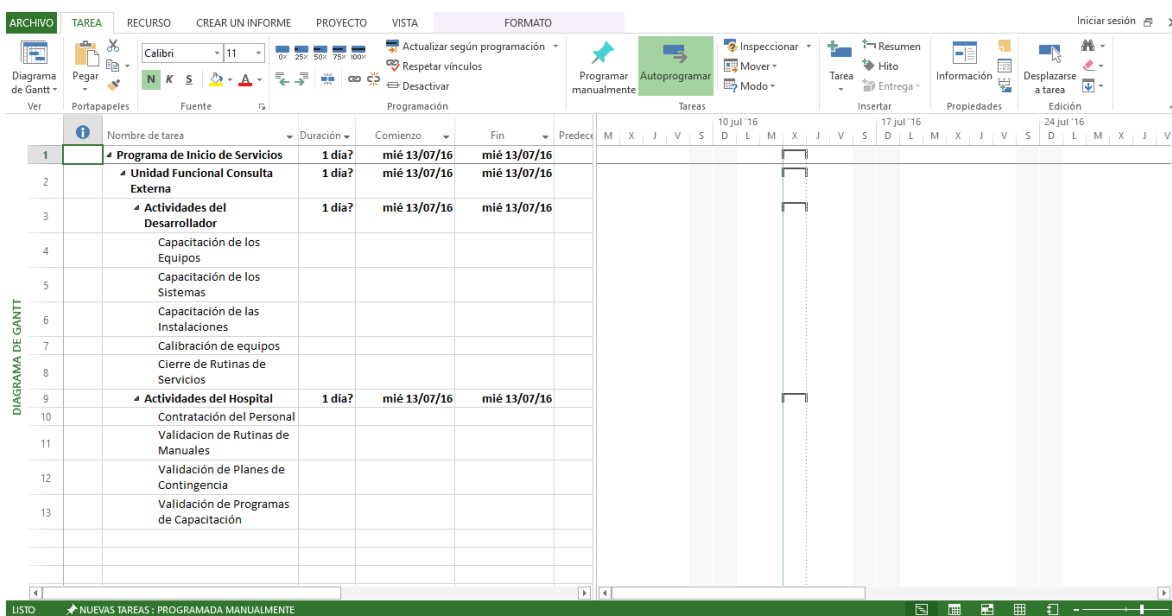 ARCHIVO TAREA RECURSO CREAR UN INFORME PROYECTO VISTA FORMATO Iniciar sesión
Diagrama de Gantt
Pegar
Calibri 11
N K S A
0% 25% 50% 75% 100%
Actualizar según programación
Respetar vínculos
Desactivar
Programar manualmente
Autoprogramar
Inspeccionar
Mover
Modo
Tarea
Resumen
Hito
Entrega
Información
Desplazarse a tarea
Ver Portapapeles Fuente Programación Tareas Insertar Propiedades Edición
10 jul '16 17 jul '16 24 jul '16
Nombre de tarea Duración Comienzo Fin Predece M X J V S D L M X J V S D L M X J V S D L M X J V
1 Programa de Inicio de Servicios 1 día? mié 13/07/16 mié 13/07/16
2 Unidad Funcional Consulta 1 día? mié 13/07/16 mié 13/07/16
Externa
3 Actividades del 1 día? mié 13/07/16 mié 13/07/16
Desarrollador
4 Capacitación de los
Equipos
5 Capacitación de los
Sistemas
6 Capacitación de las
Instalaciones
7 Calibración de equipos
8 Cierre de Rutinas de
Servicios
9 Actividades del Hospital 1 día? mié 13/07/16 mié 13/07/16
10 Contratación del Personal
11 Validacion de Rutinas de
Manuales
12 Validación de Planes de
Contingencia
13 Validación de Programas
de Capacitación
DIAGRAMA DE GANTT
LISTO NUEVAS TAREAS : PROGRAMADA MANUALMENTE